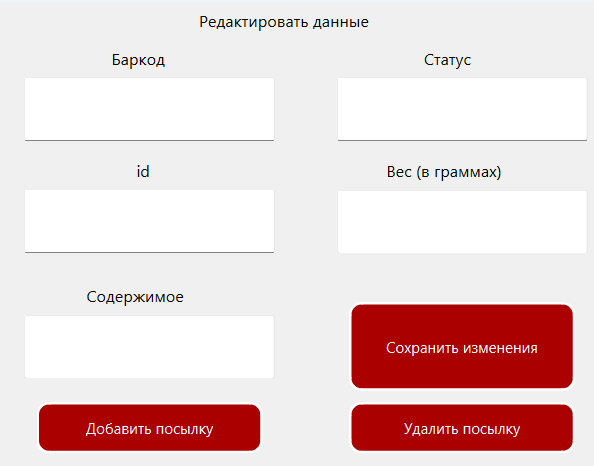 Редактировать данные
Баркод
Статус
id
Вес (в граммах)
Содержимое
Сохранить изменения
Добавить посылку
Удалить посылку